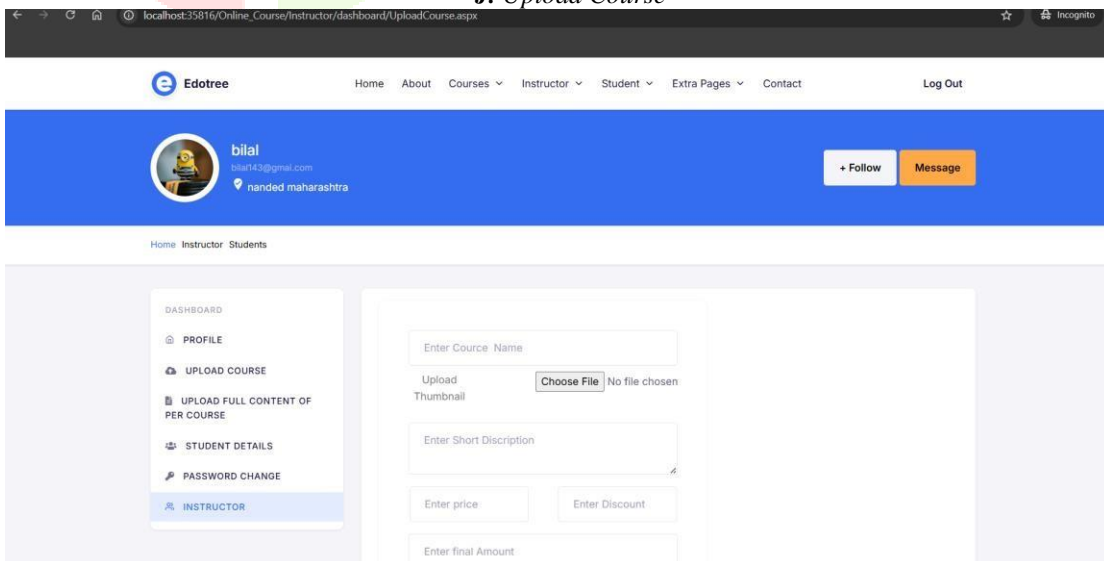 J. Upload Course
localhost:35816/Online_Course/Instructor/dashboard/UploadCourse.aspx
Incognito
e Edotree Home About Courses Instructor Student Extra Pages Contact Log Out
bilal
bilal143@gmal.com
nanded maharashtra
+ Follow Message
Home Instructor Students
DASHBOARD
PROFILE
UPLOAD COURSE
UPLOAD FULL CONTENT OF
PER COURSE
STUDENT DETAILS
PASSWORD CHANGE
INSTRUCTOR
Enter Cource Name
Upload
Thumbnail
Choose File No file chosen
Enter Short Discription
Enter price Enter Discount
Enter final Amount